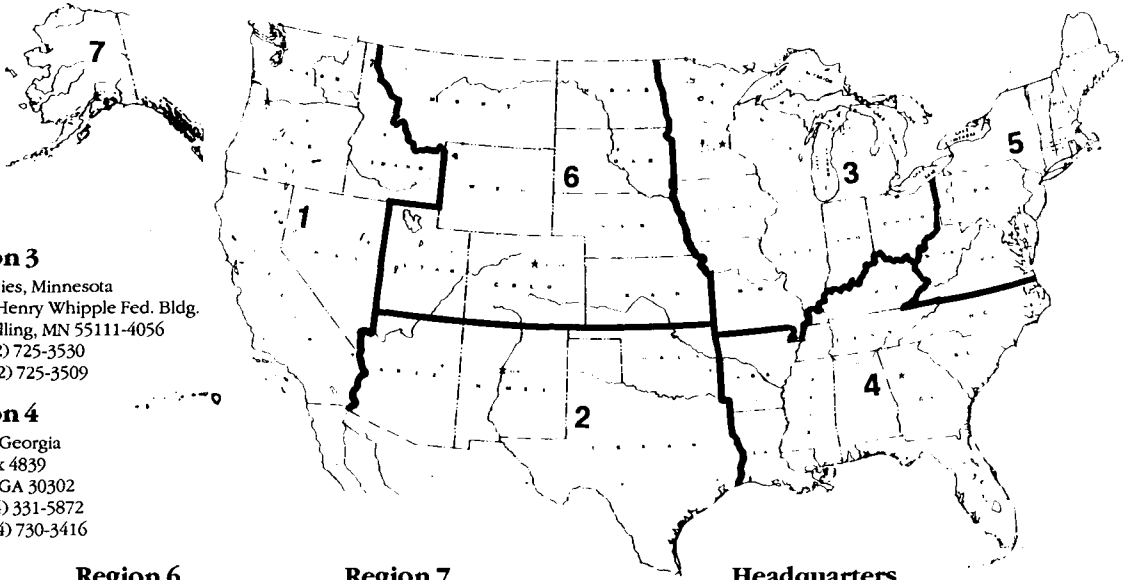 7
5
3
6
1
on 3
ies, Minnesota
Henry Whipple Fed. Bldg.
lling, MN 55111-4056
2) 725-3530
2) 725-3509
4
2
on 4
Georgia
x 4839
GA 30302
4) 331-5872
4) 730-3416
Region 6
Region 7
Headquarters